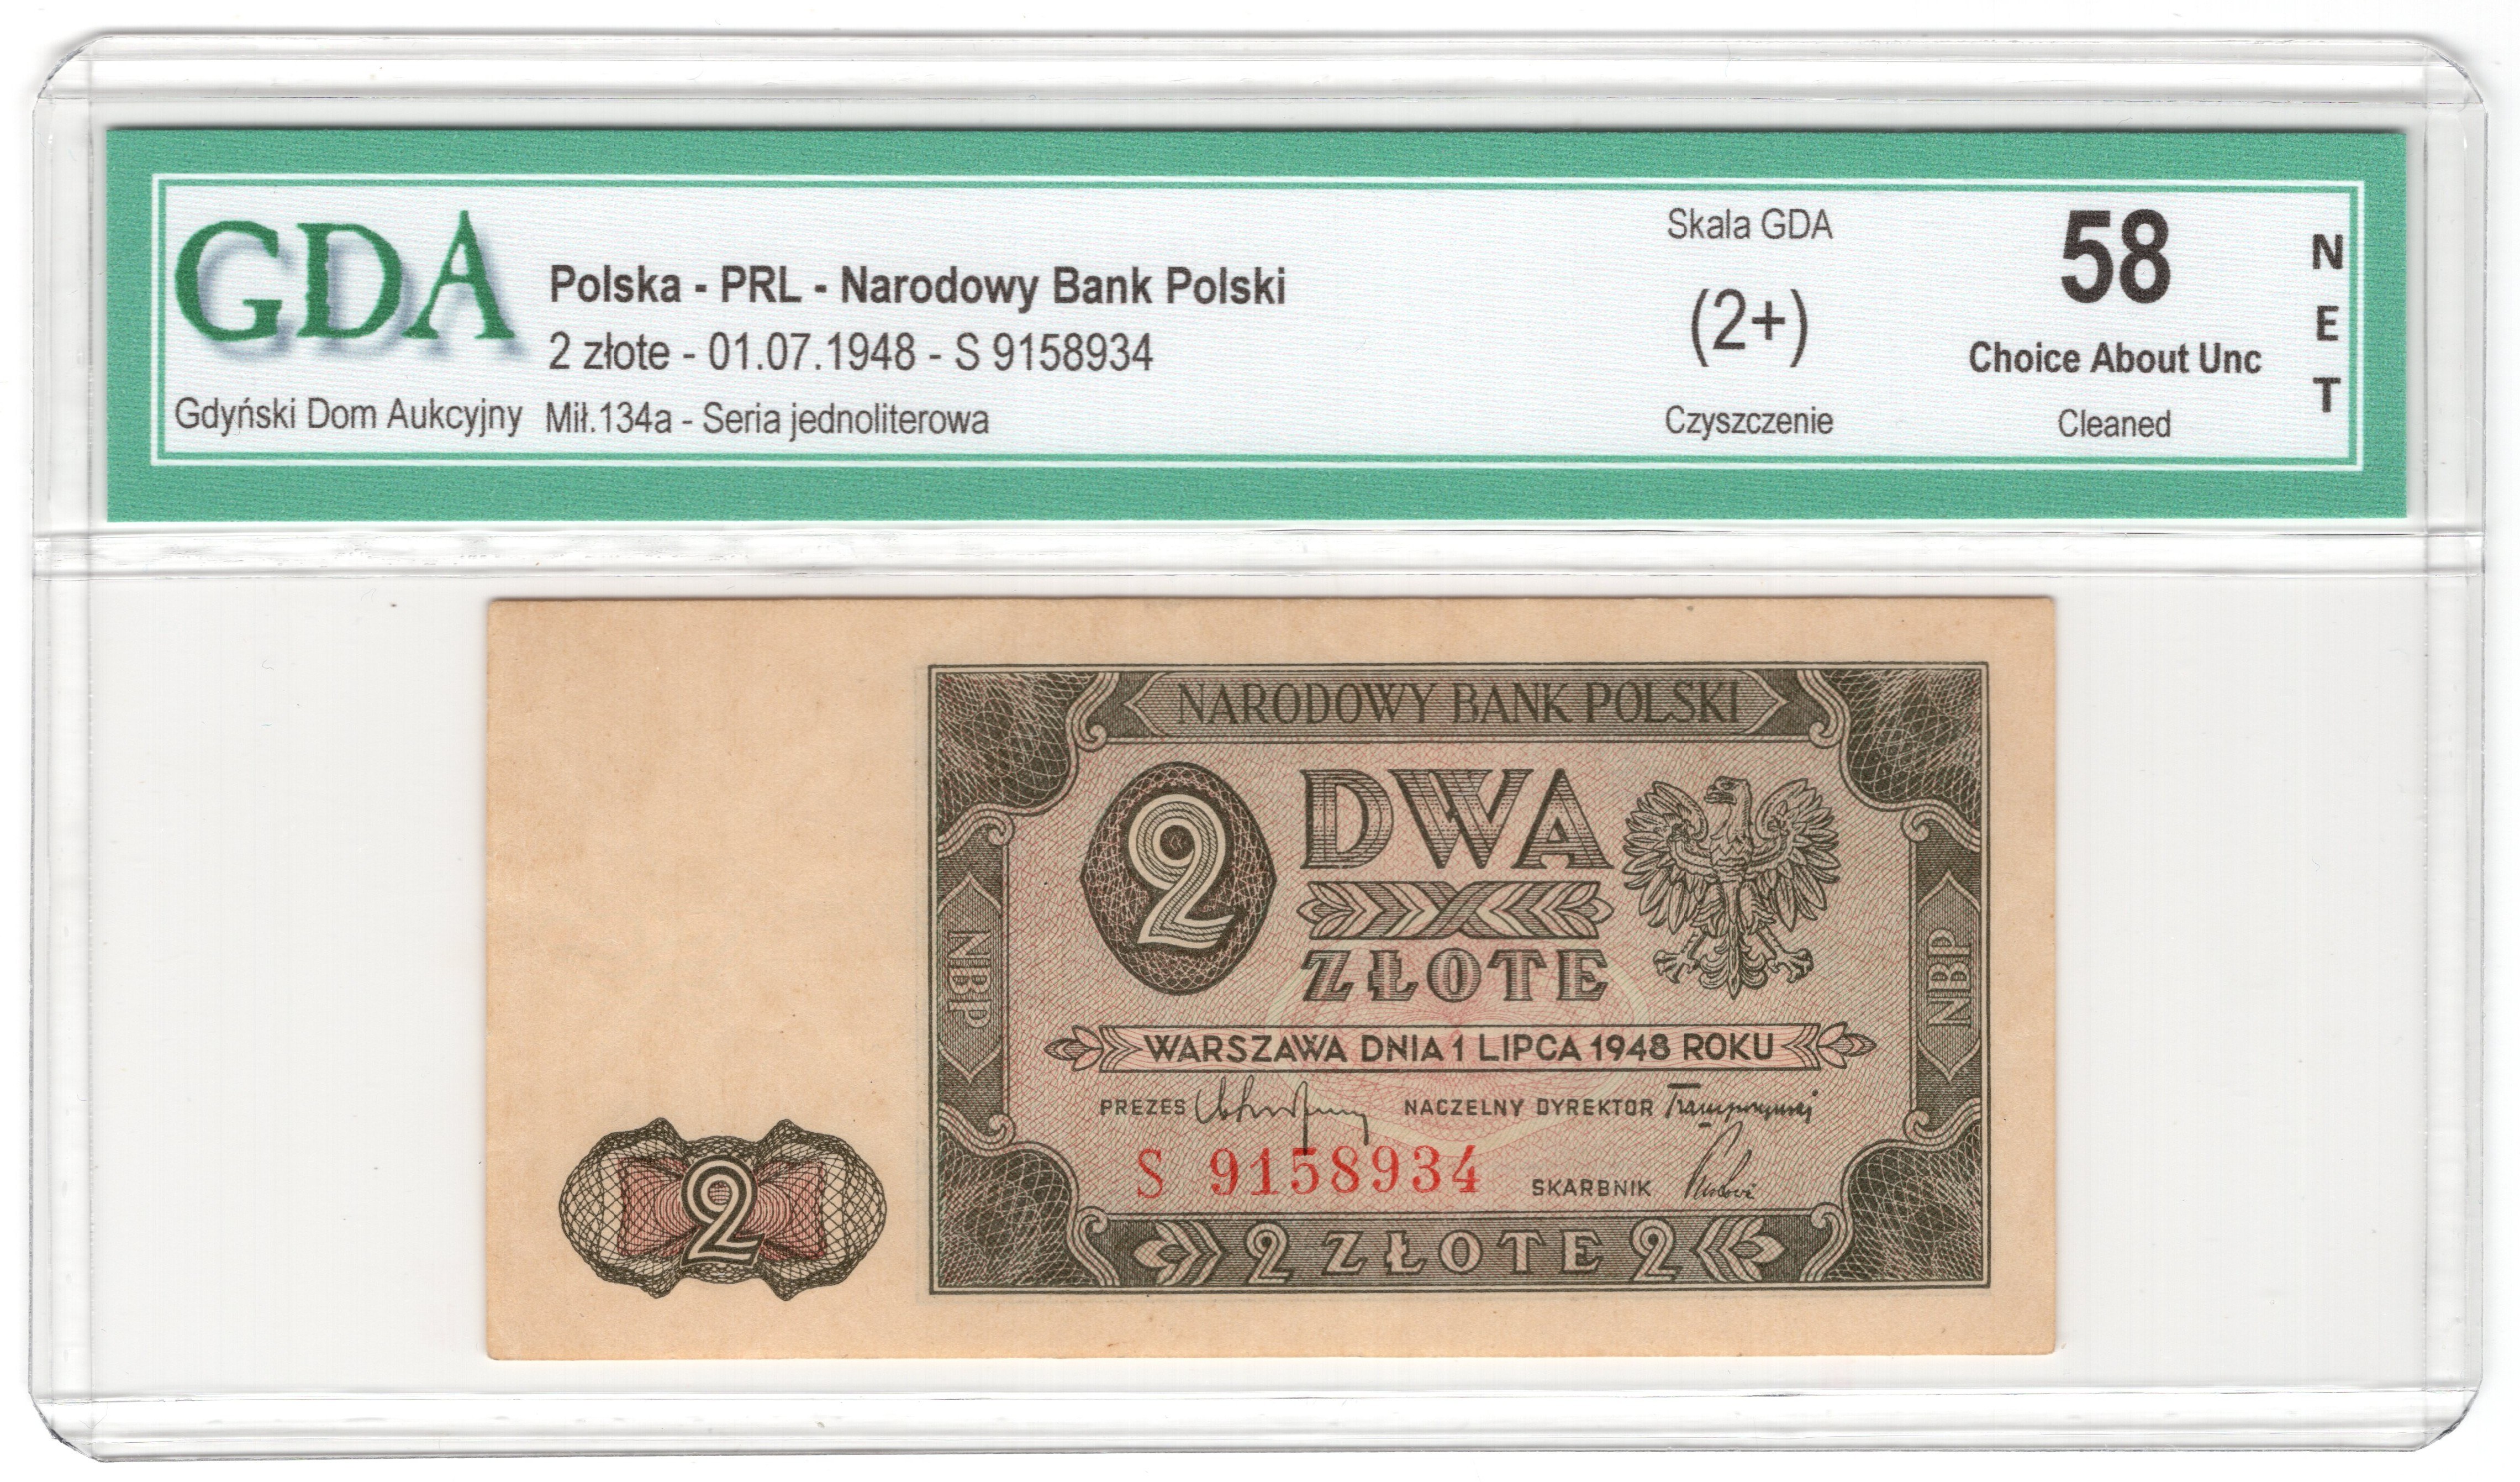 GDA
Gdyński Dom Aukcyjny
Polska - PRL - Narodowy Bank Polski
2 złote - 01.07.1948 - S 9158934
Mił.134a - Seria jednoliterowa
Skala GDA
(2+)
Czyszczenie
58
Choice About Unc
Cleaned
NET
NARODOWY BANK POLSKI
2
DWA
ZŁOTE
NBP
NBP
WARSZAWA DNIA 1 LIPCA 1948 ROKU
PREZES
NACZELNY DYREKTOR
S 9158934
SKARBNIK
2
2 ZŁOTE 2